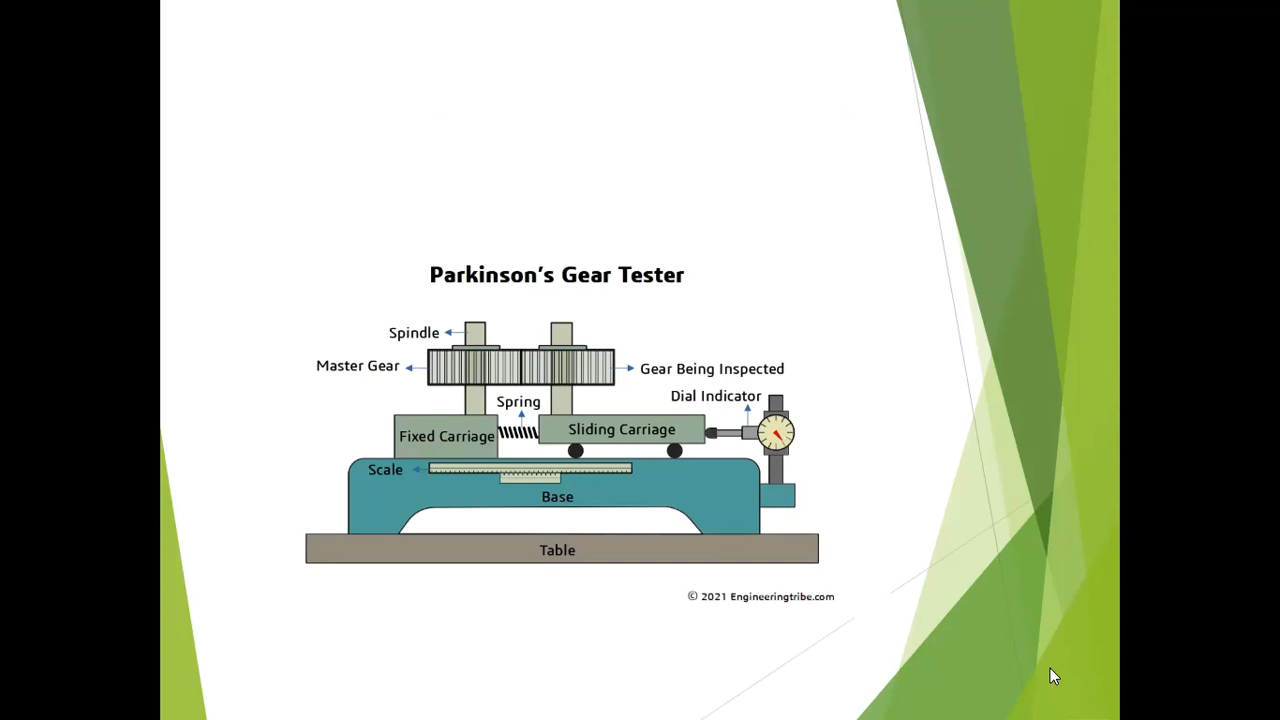 Parkinson's Gear Tester
Spindle
Master Gear
Gear Being Inspected
Dial Indicator
Spring
Fixed Carriage
Sliding Carriage
Scale
Base
Table
© 2021 Engineeringtribe.com